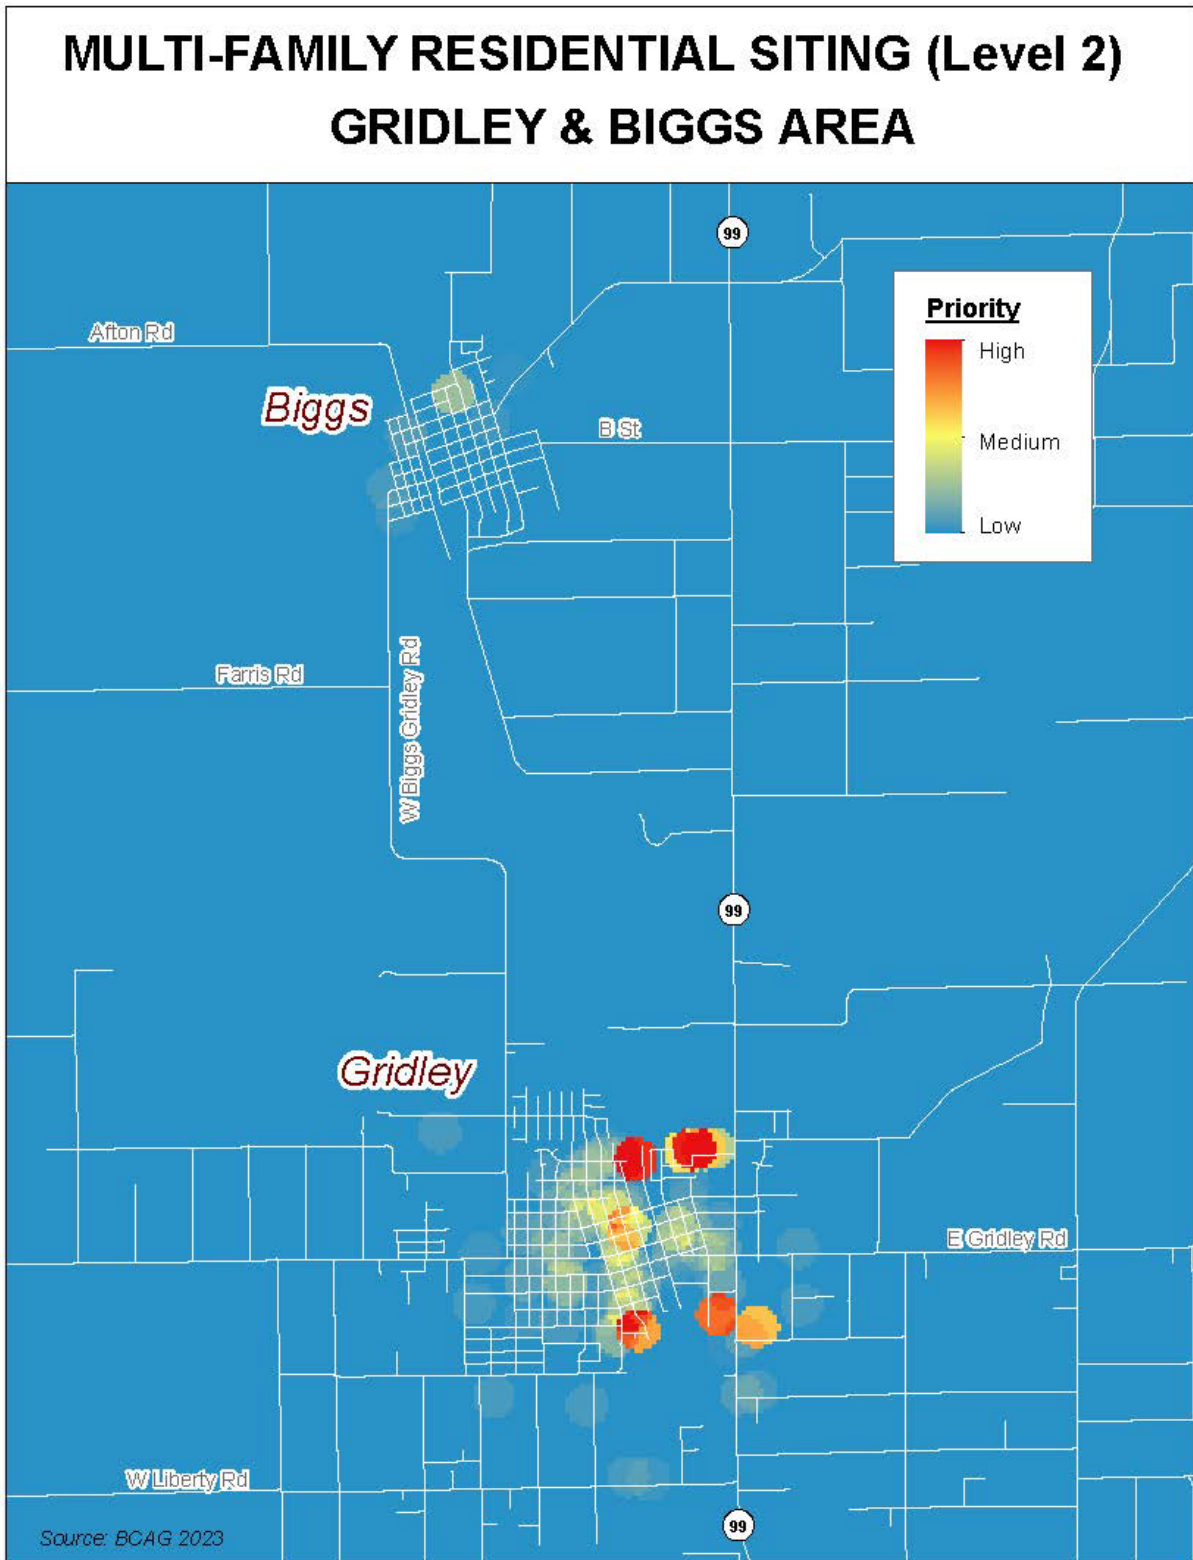 MULTI-FAMILY RESIDENTIAL SITING (Level 2)
GRIDLEY & BIGGS AREA
99
Priority
High
Medium
Low
Afton Rd
Biggs
B St
Farris Rd
W Biggs Gridley Rd
99
Gridley
E Gridley Rd
W Liberty Rd
99
Source: BCAG 2023